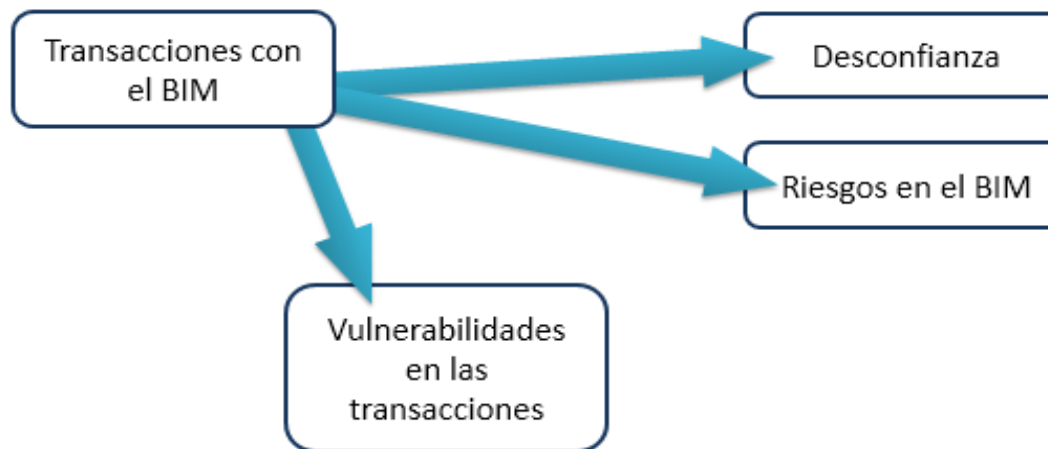 Transacciones con
el BIM
Desconfianza
Riesgos en el BIM
Vulnerabilidades
en las
transacciones